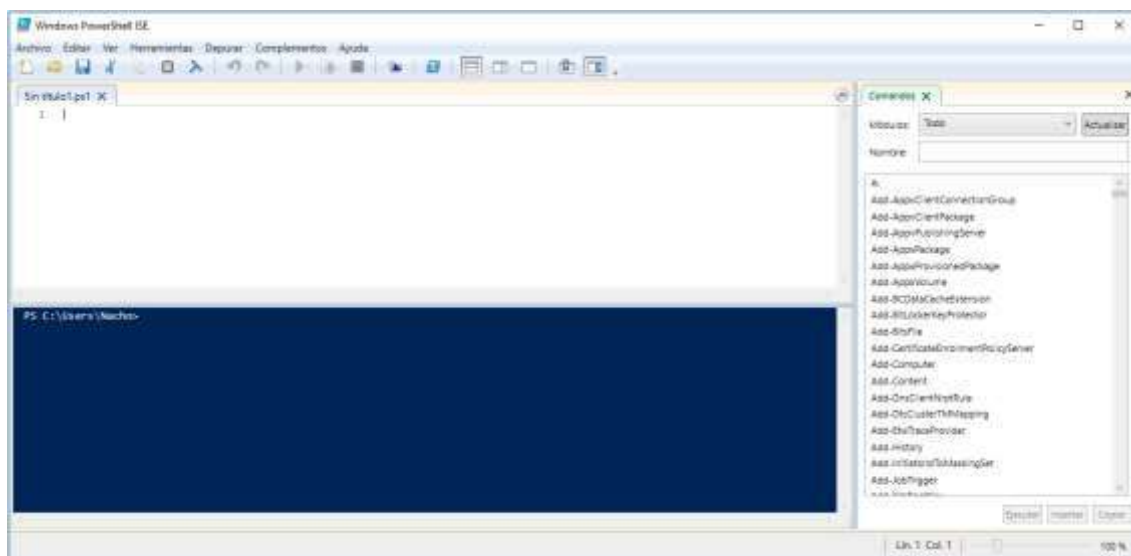 Windows PowerShell ISE
Archivo Editar Ver Herramientas Depurar Complementos Ayuda
Sin título1.ps1 X
1
PS C:\Users\Nacho>
Comandos X
Módulos: Todo Actualizar
Nombre:
A:
Add-AppvClientConnectionGroup
Add-AppvClientPackage
Add-AppvPublishingServer
Add-AppxPackage
Add-AppxProvisionedPackage
Add-AppxVolume
Add-BCDataCacheExtension
Add-BitLockerKeyProtector
Add-BitsFile
Add-CertificateEnrollmentPolicyServer
Add-Computer
Add-Content
Add-DnsClientNrptRule
Add-DtcClusterTMMapping
Add-EtwTraceProvider
Add-History
Add-InitiatorIdToMaskingSet
Add-JobTrigger
Ejecutar Insertar Copiar
Lín. 1 Col. 1 100 %